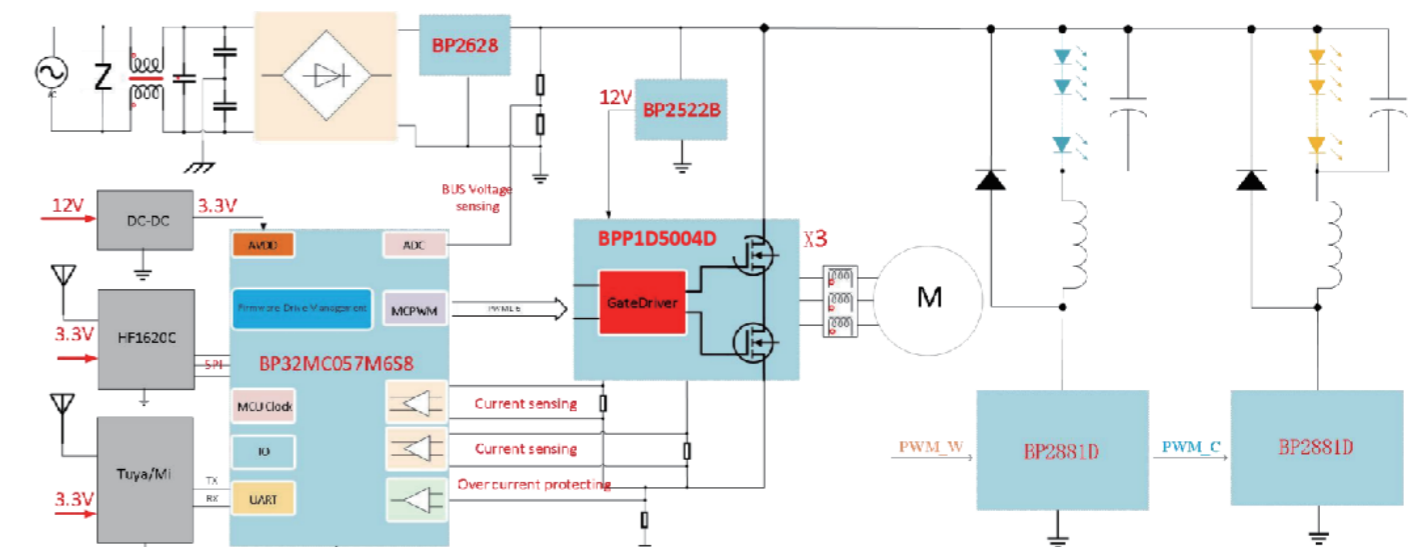 BP2628
Z
12V
BP2522B
BUS Voltage
sensing
12V
DC-DC
3.3V
AVDD
ADC
BPP1D5004D
X3
GateDriver
M
Firmware Drive Management
MCPWM
3.3V
HF1620C
SPI
BP32MC057M6S8
MCU Clock
Current sensing
IO
Current sensing
Tuya/Mi
3.3V
TX
RX
UART
Over current protecting
PWM_W
BP2881D
PWM_C
BP2881D